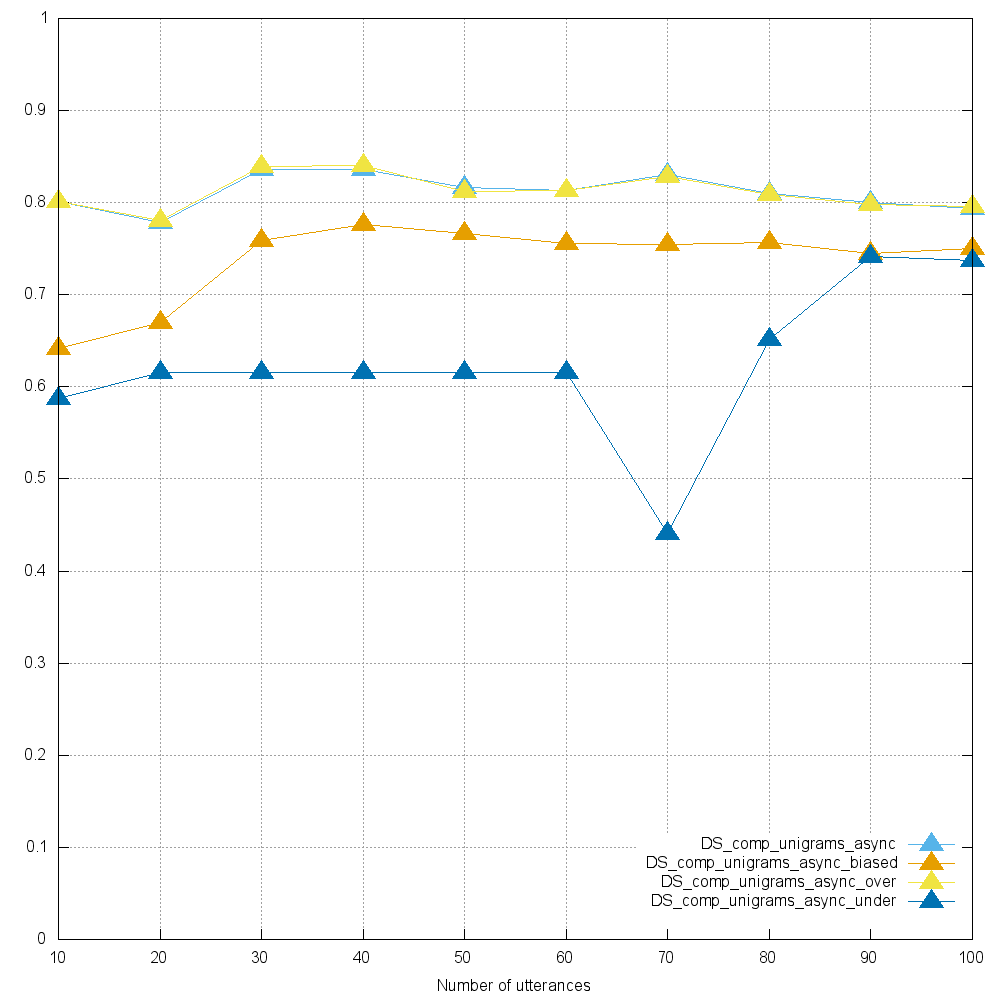 1
0.9
0.8
0.7
0.6
0.5
0.4
0.3
0.2
0.1
0
DS_comp_unigrams_async
DS_comp_unigrams_async_biased
DS_comp_unigrams_async_over
DS_comp_unigrams_async_under
10 20 30 40 50 60 70 80 90 100
Number of utterances